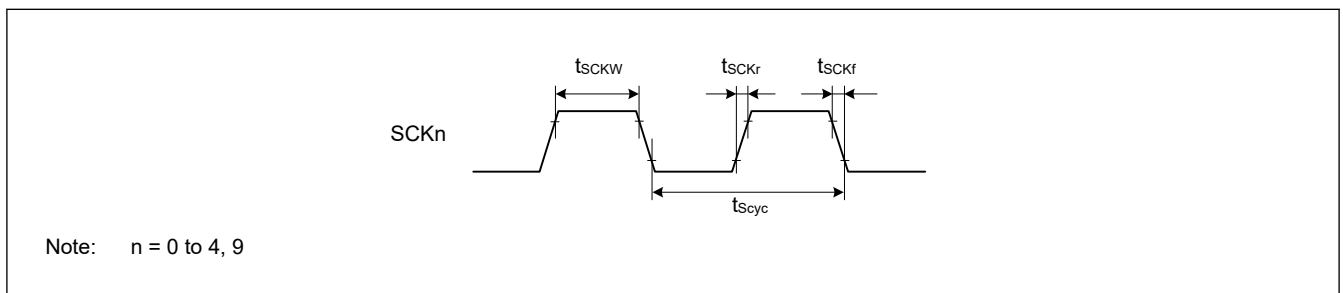 tSCKW tSCKr tSCKf
SCKn
tScyc
Note: n = 0 to 4, 9